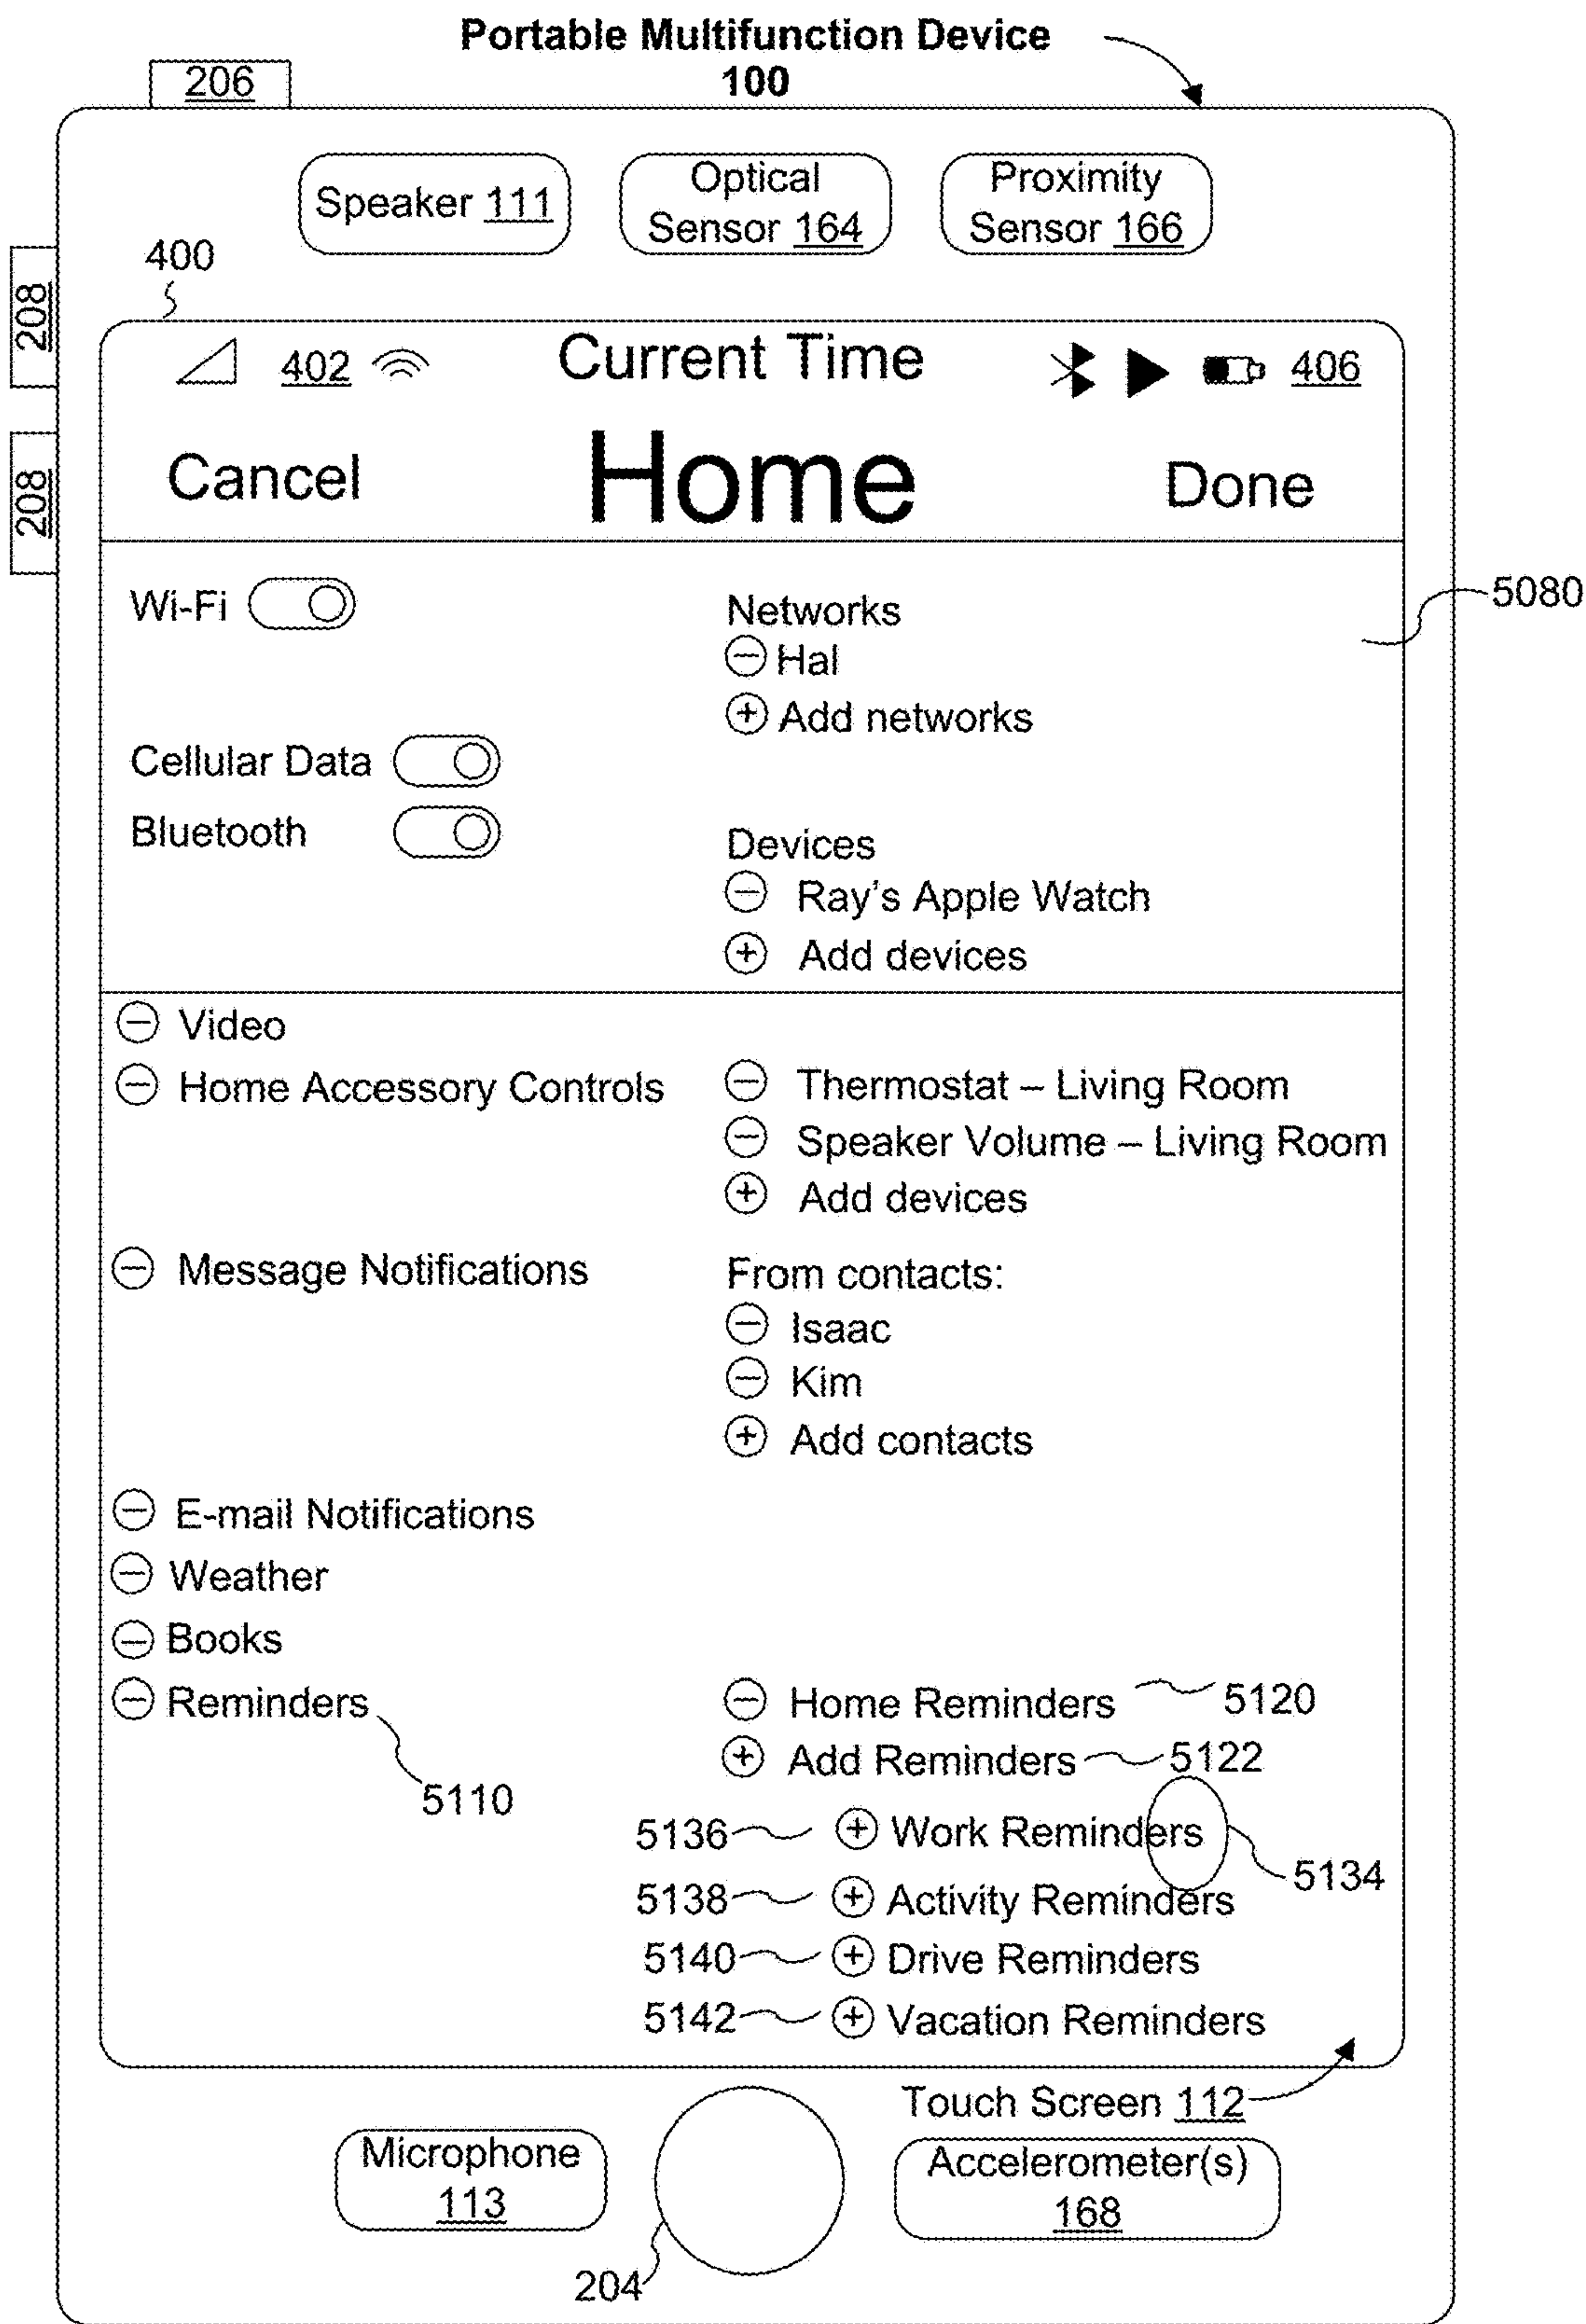 Portable Multifunction Device
100
206
Speaker 111
Optical
Sensor 164
Proximity
Sensor 166
400
208
208
402
Current Time
406
Cancel
Home
Done
5080
Wi-Fi
Networks
Hal
Add networks
Cellular Data
Bluetooth
Devices
Ray's Apple Watch
Add devices
Video
Home Accessory Controls
Thermostat – Living Room
Speaker Volume – Living Room
Add devices
Message Notifications
From contacts:
Isaac
Kim
Add contacts
E-mail Notifications
Weather
Books
Reminders
5110
Home Reminders
5120
Add Reminders
5122
5136
Work Reminders
5134
5138
Activity Reminders
5140
Drive Reminders
5142
Vacation Reminders
Touch Screen 112
Microphone
113
Accelerometer(s)
168
204